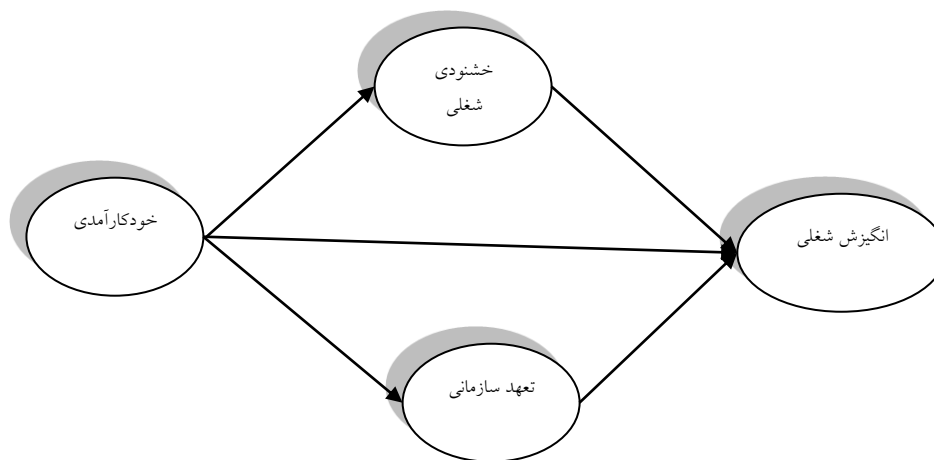 خشنودی
شغلی
خودکارآمدی
انگیزش شغلی
تعهد سازمانی